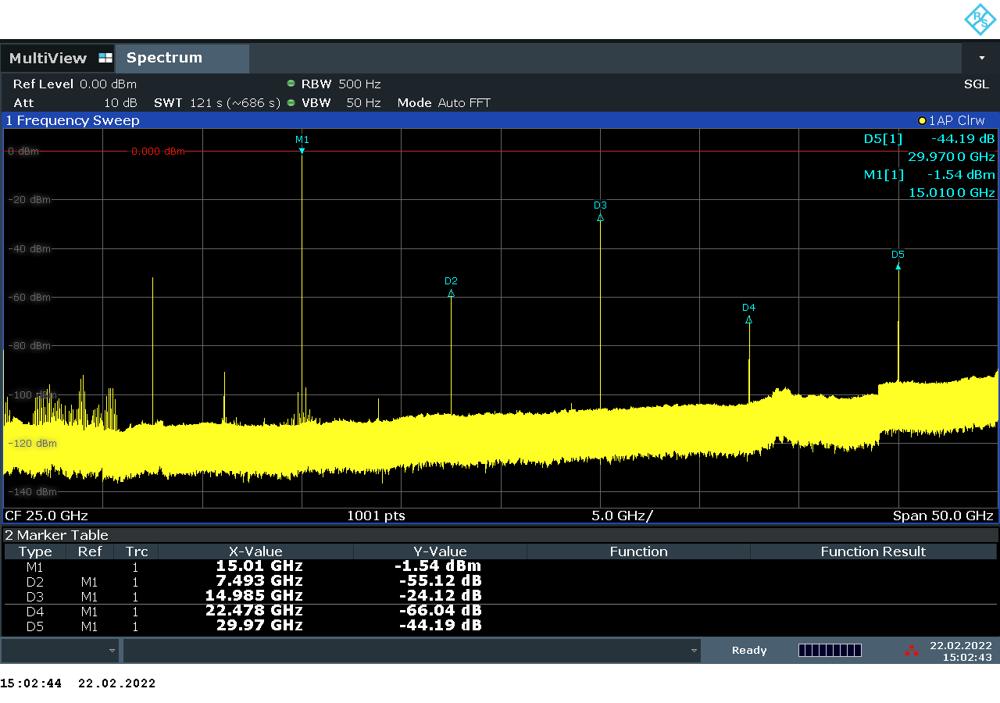 R&S
MultiView Spectrum
Ref Level 0.00 dBm RBW 500 Hz SGL
Att 10 dB SWT 121 s (~686 s) VBW 50 Hz Mode Auto FFT
1 Frequency Sweep 1AP Clrw
M1 D5[1] -44.19 dB
0 dBm 0.000 dBm 29.9700 GHz
M1[1] -1.54 dBm
15.0100 GHz
-20 dBm
D3
-40 dBm
D5
D2
-60 dBm
D4
-80 dBm
-100 dBm
-120 dBm
-140 dBm
CF 25.0 GHz 1001 pts 5.0 GHz/ Span 50.0 GHz
2 Marker Table
Type Ref Trc X-Value Y-Value Function Function Result
M1 1 15.01 GHz -1.54 dBm
D2 M1 1 7.493 GHz -55.12 dB
D3 M1 1 14.985 GHz -24.12 dB
D4 M1 1 22.478 GHz -66.04 dB
D5 M1 1 29.97 GHz -44.19 dB
Ready 22.02.2022
15:02:43
15:02:44 22.02.2022